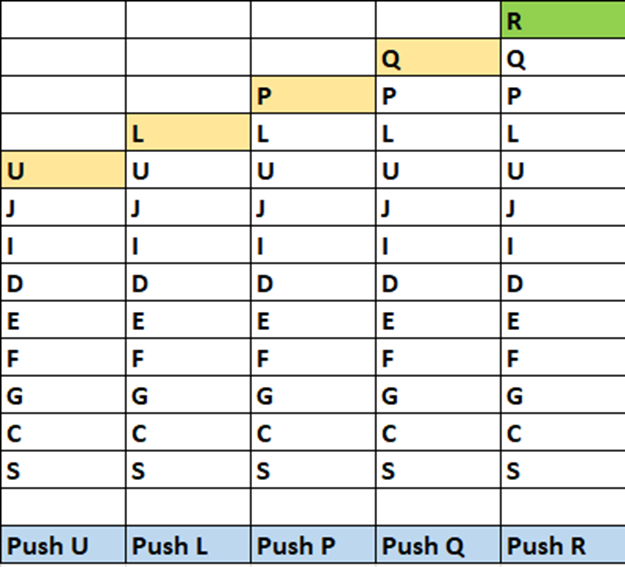 R
Q Q
P P P
L L L L
U U U U U
J J J J J
I I I I I
D D D D D
E E E E E
F F F F F
G G G G G
C C C C C
S S S S S
Push U Push L Push P Push Q Push R